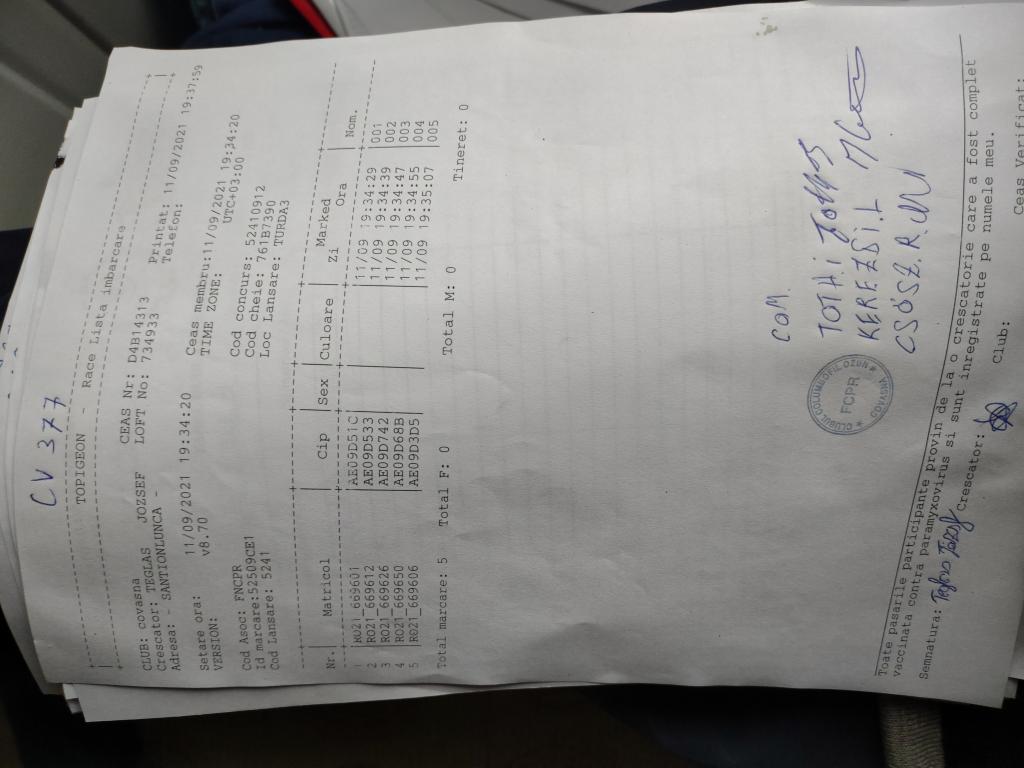 CV 377
TOPIGEON - Race Lista imbarcare
CEAS Nr: D4B14313 Printat: 11/09/2021 19:37:59
CLUB: covasna LOFT No: 734933 Telefon:
Crescator: TEGLAS JOZSEF
Adresa: - SANTIONLUNCA -
Setare ora: 11/09/2021 19:34:20 Ceas membru:11/09/2021 19:34:20
VERSION: v8.70 TIME ZONE: UTC+03:00
Cod Asoc: FNCPR Cod concurs: 52410912
Id marcare:52509CE1 Cod cheie: 761B7390
Cod Lansare: 5241 Loc Lansare: TURDA3
Nr. | Matricol | Cip | Sex | Culoare | Marked | Nom.
Zi Ora
1 |RO21_669601 |AE09D51C |11/09 19:34:29 |001
2 |RO21_669612 |AE09D533 |11/09 19:34:39 |002
3 |RO21_669626 |AE09D742 |11/09 19:34:47 |003
4 |RO21_669650 |AE09D68B |11/09 19:34:55 |004
5 |RO21_669606 |AE09D3D5 |11/09 19:35:07 |005
Total marcare: 5 Total F: 0 Total M: 0 Tineret: 0
COM.
TOTH.i
KEREZSI.L
CSÓSZ.R.
* CLUBUL COLUMBOFIL OZUN * COVASNA
FCPR
Toate pasarile participante provin de la o crescatorie care a fost complet
vaccinata contra paramyxovirus si sunt inregistrate pe numele meu.
Semnatura: Crescator: Club: Ceas Verificat: